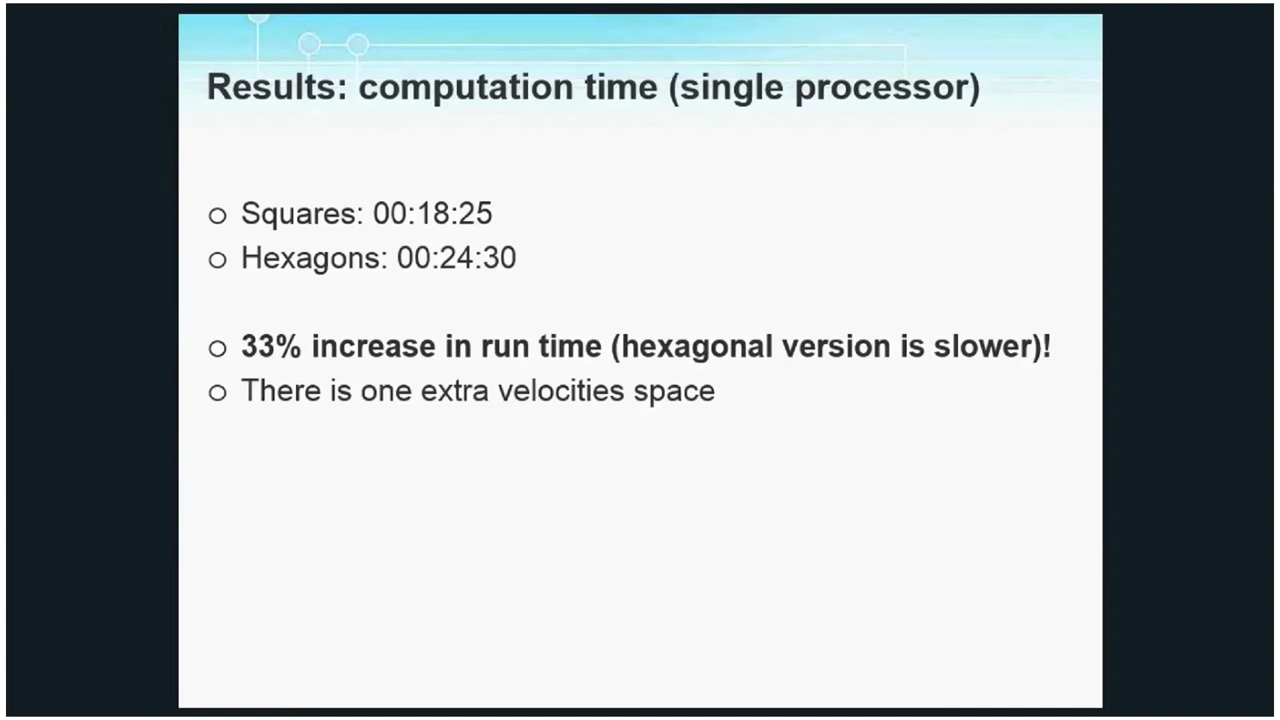 Results: computation time (single processor)
Squares: 00:18:25
Hexagons: 00:24:30
33% increase in run time (hexagonal version is slower)!
There is one extra velocities space